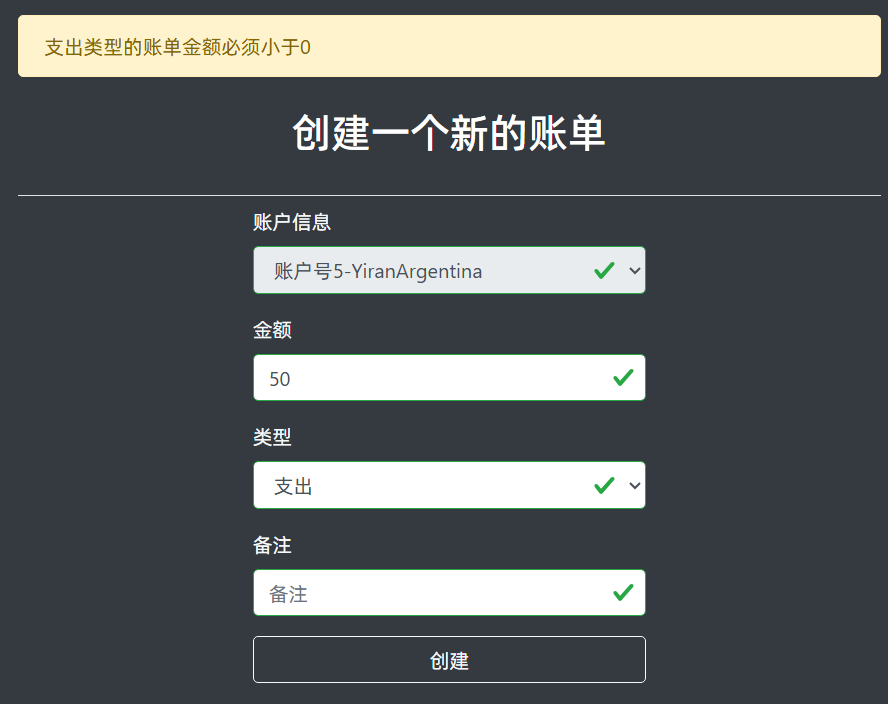 支出类型的账单金额必须小于0
创建一个新的账单
账户信息
账户号5-YiranArgentina
金额
50
类型
支出
备注
备注
创建